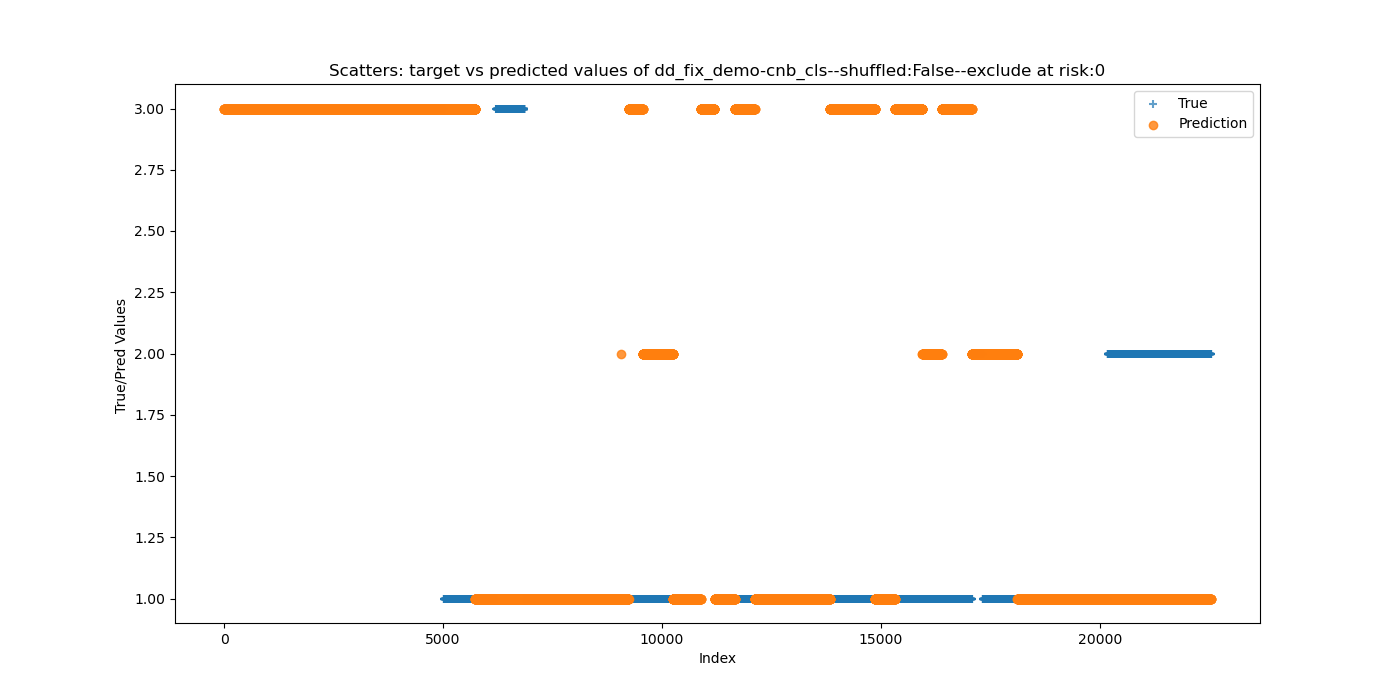 Scatters: target vs predicted values of dd_fix_demo-cnb_cls--shuffled:False--exclude at risk:0
True
Prediction
3.00
2.75
2.50
2.25
2.00
1.75
1.50
1.25
1.00
True/Pred Values
0
5000
10000
15000
20000
Index